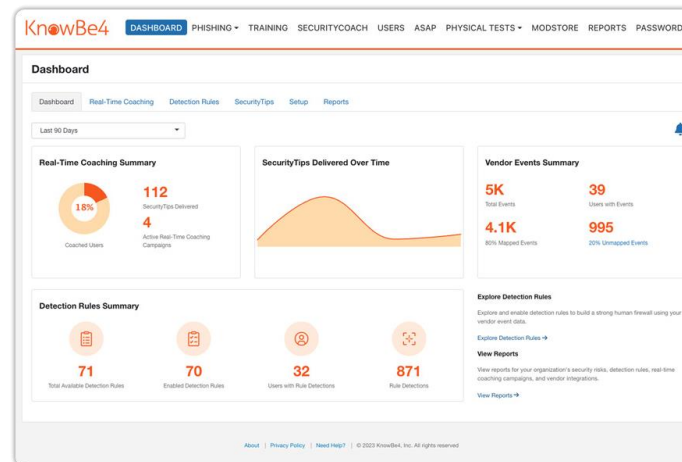 KnowBe4
DASHBOARD PHISHING TRAINING SECURITYCOACH USERS ASAP PHYSICAL TESTS MODSTORE REPORTS PASSWORD
Dashboard
Dashboard Real-Time Coaching Detection Rules SecurityTips Setup Reports
Last 90 Days
Real-Time Coaching Summary
18%
Coached Users
112
SecurityTips Delivered
4
Active Real-Time Coaching
Campaigns
SecurityTips Delivered Over Time
Vendor Events Summary
5K
Total Events
39
Users with Events
4.1K
80% Mapped Events
995
20% Unmapped Events
Detection Rules Summary
71
Total Available Detection Rules
70
Enabled Detection Rules
32
Users with Rule Detections
871
Rule Detections
Explore Detection Rules
Explore and enable detection rules to build a strong human firewall using your
vendor event data.
Explore Detection Rules →
View Reports
View reports for your organization's security risks, detection rules, real-time
coaching campaigns, and vendor integrations.
View Reports →
About | Privacy Policy | Need Help? | © 2023 KnowBe4, Inc. All rights reserved